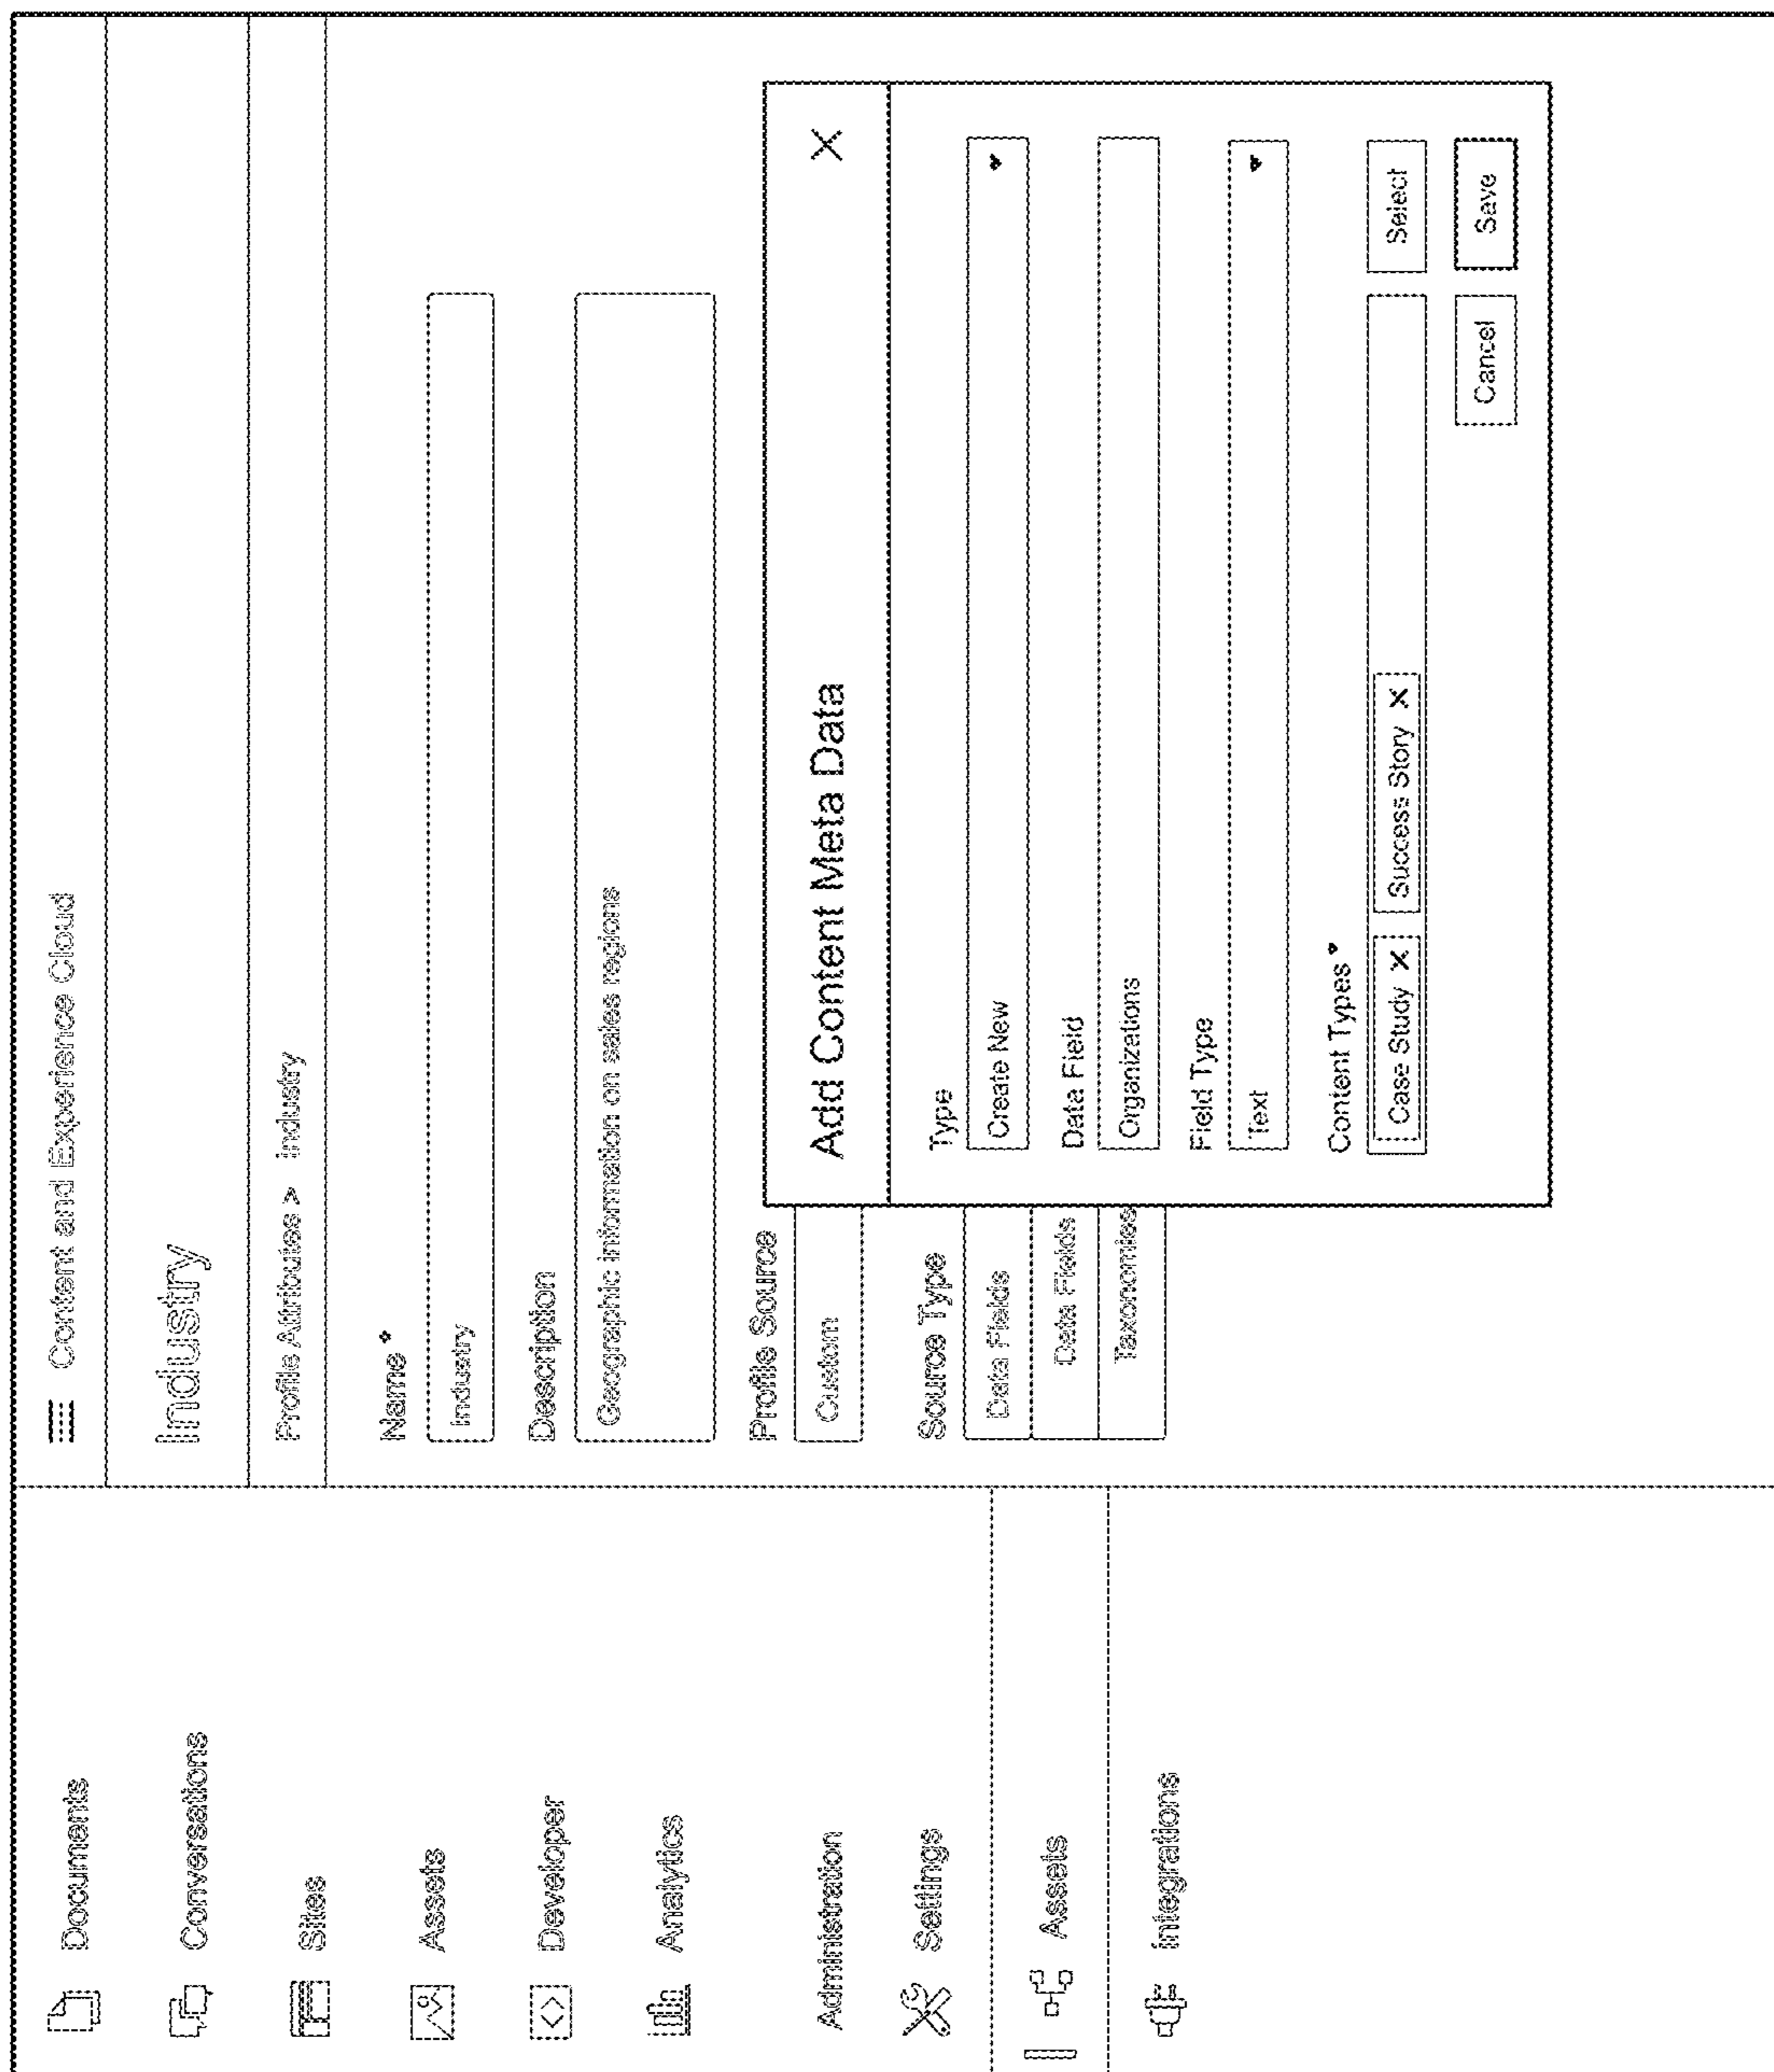 Documents
Conversations
Sites
Assets
Developer
Analytics
Administration
Settings
Assets
Integrations
Content and Experience Cloud
Industry
Profile Attributes > Industry
Name*
Industry
Description
Geographic information on sales regions
Profile Source
Custom
Source Type
Data Fields
Data Fields
Taxonomies
Add Content Meta Data X
Type
Create New
Data Field
Organizations
Field Type
Text
Content Types*
Case Study X Success Story X Select
Cancel Save